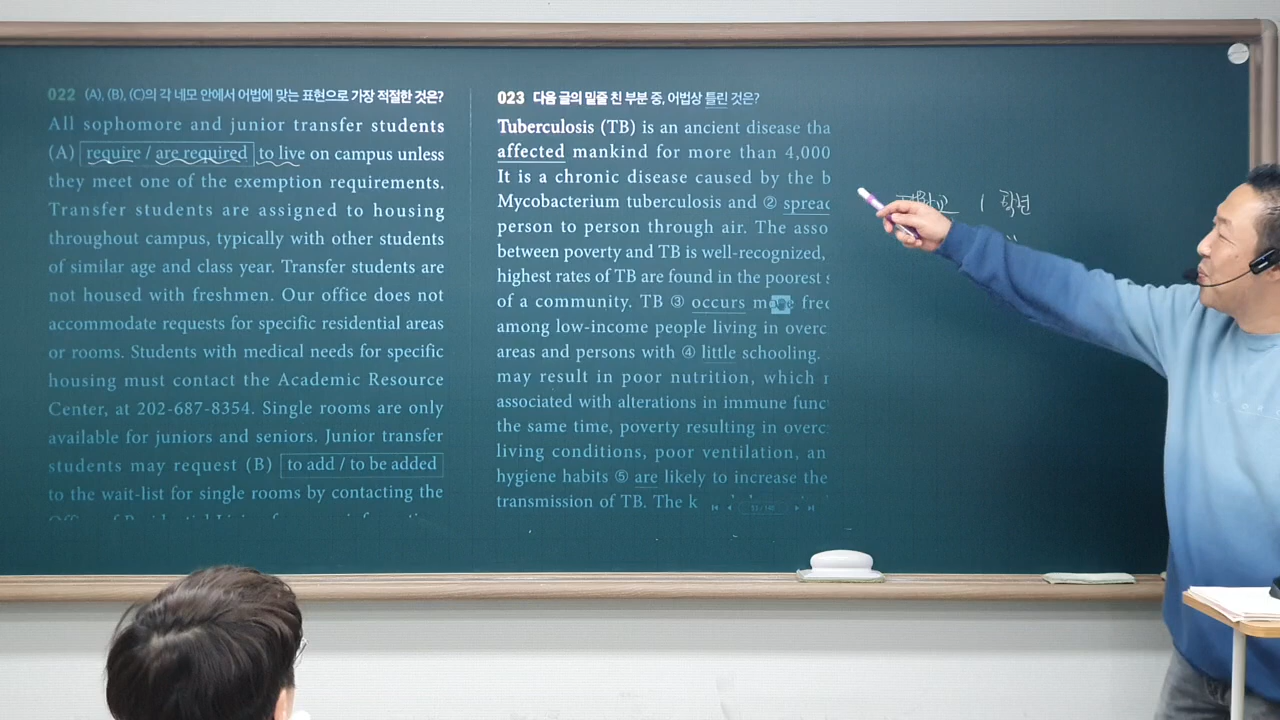 022 (A), (B), (C)의 각 네모 안에서 어법에 맞는 표현으로 가장 적절한 것은?
All sophomore and junior transfer students
(A) require / are required to live on campus unless
they meet one of the exemption requirements.
Transfer students are assigned to housing
throughout campus, typically with other students
of similar age and class year. Transfer students are
not housed with freshmen. Our office does not
accommodate requests for specific residential areas
or rooms. Students with medical needs for specific
housing must contact the Academic Resource
Center, at 202-687-8354. Single rooms are only
available for juniors and seniors. Junior transfer
students may request (B) to add / to be added
to the wait-list for single rooms by contacting the
023 다음 글의 밑줄 친 부분 중, 어법상 틀린 것은?
Tuberculosis (TB) is an ancient disease tha
affected mankind for more than 4,000
It is a chronic disease caused by the b
Mycobacterium tuberculosis and ② spread
person to person through air. The asso
between poverty and TB is well-recognized,
highest rates of TB are found in the poorest s
of a community. TB ③ occurs more freq
among low-income people living in overc
areas and persons with ④ little schooling.
may result in poor nutrition, which
associated with alterations in immune func
the same time, poverty resulting in overc
living conditions, poor ventilation, an
hygiene habits ⑤ are likely to increase the
transmission of TB. The k
1 학년